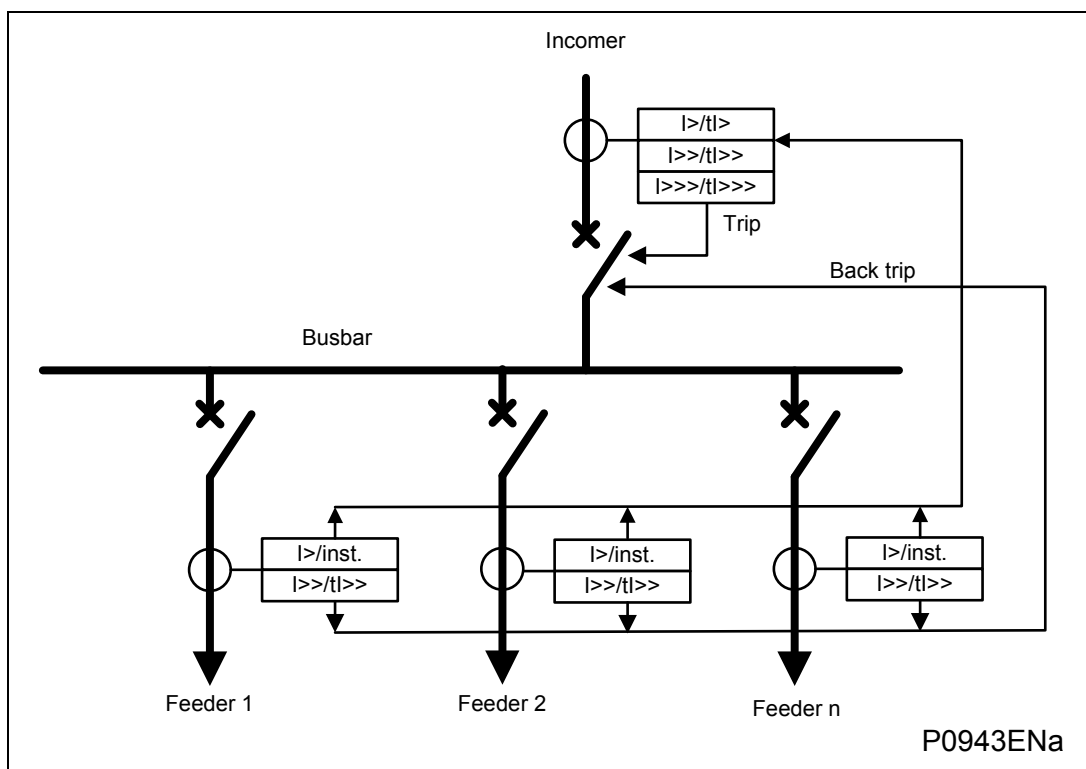 Incomer
I>/tI>
I>>/tI>>
I>>>/tI>>>
Trip
Back trip
Busbar
I>/inst.
I>>/tI>>
I>/inst.
I>>/tI>>
I>/inst.
I>>/tI>>
Feeder 1
Feeder 2
Feeder n
P0943ENa